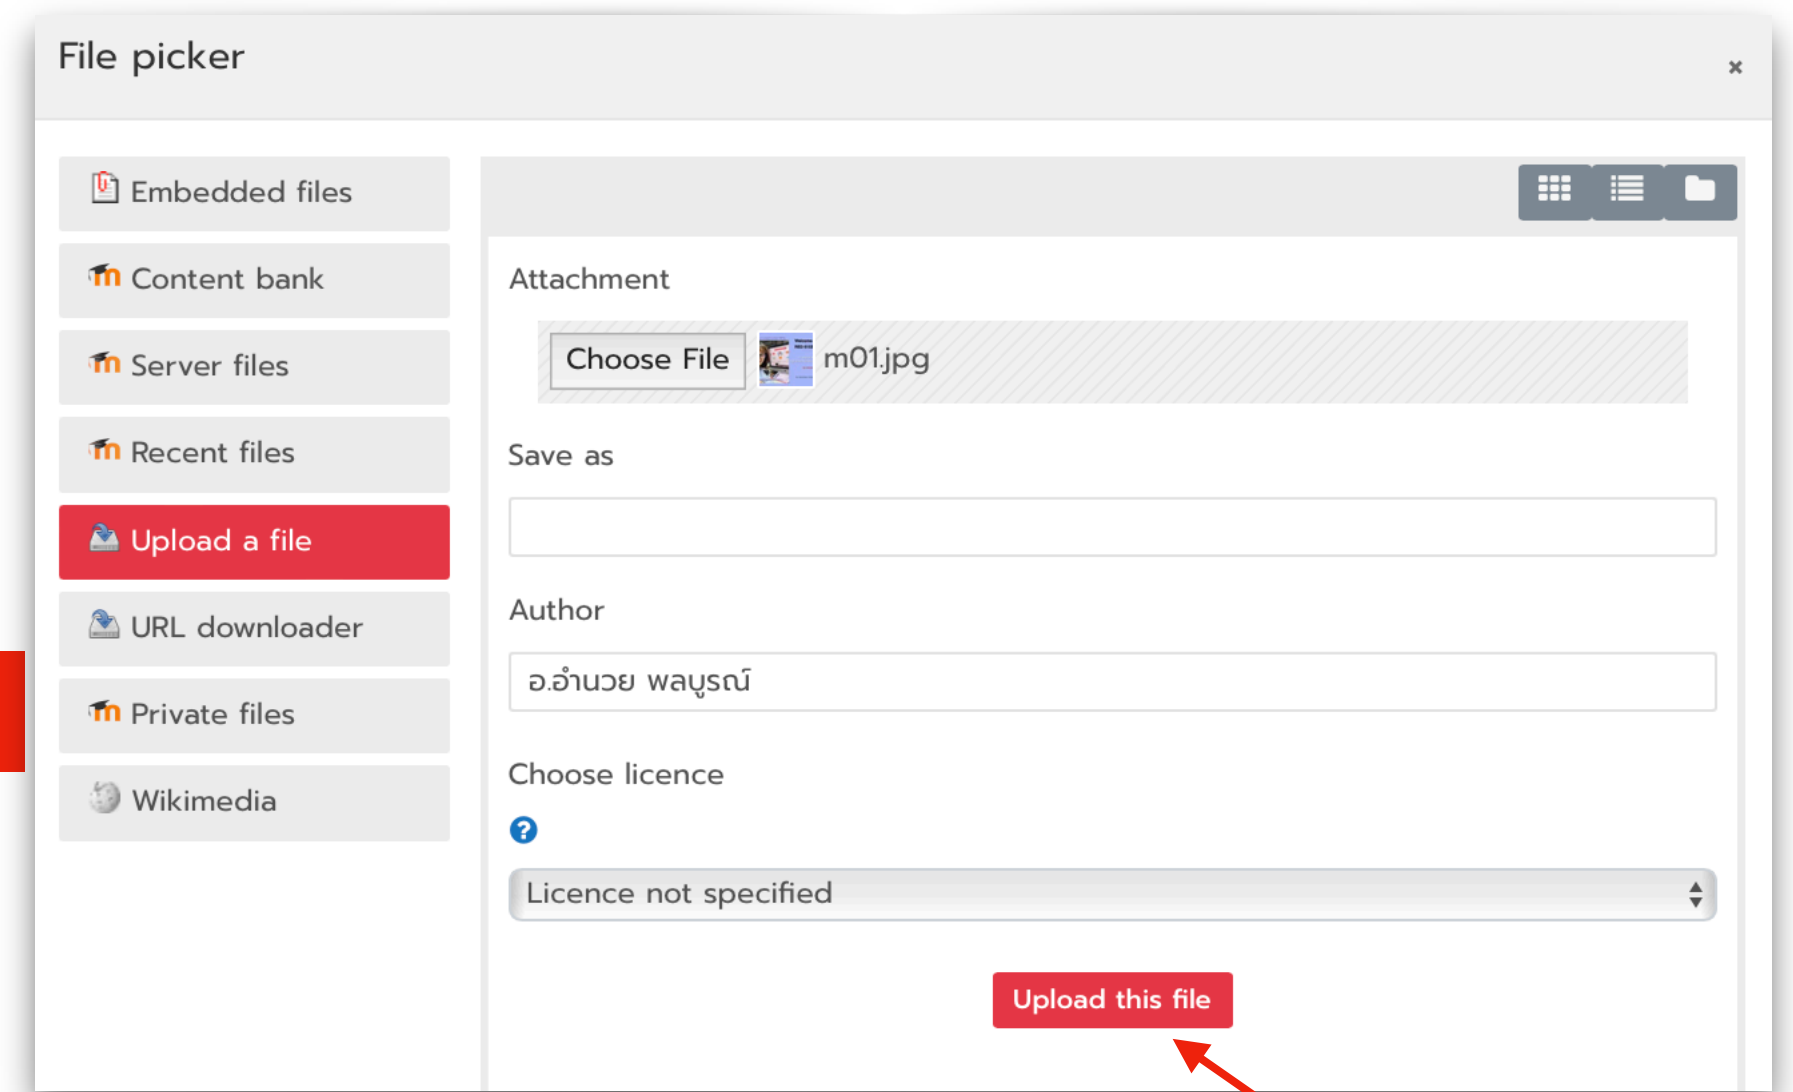 File picker
×
Embedded files
Content bank
Server files
Recent files
Upload a file
URL downloader
Private files
Wikimedia
Attachment
Choose File m01.jpg
Save as
Author
อ.อำนวย พลบูรณ์
Choose licence
?
Licence not specified
Upload this file